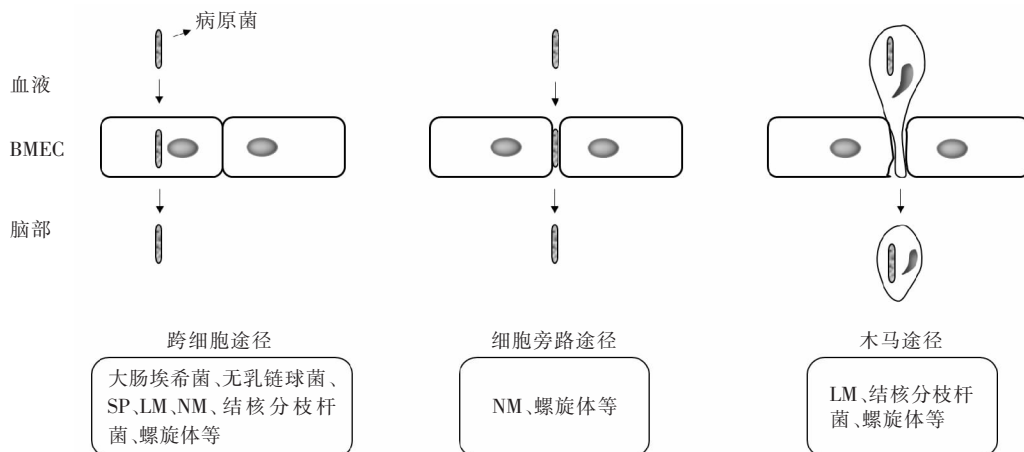 病原菌
血液
BMEC
脑部
跨细胞途径
大肠埃希菌、无乳链球菌、
SP、LM、NM、结核分枝杆
菌、螺旋体等
细胞旁路途径
NM、螺旋体等
木马途径
LM、结核分枝杆
菌、螺旋体等